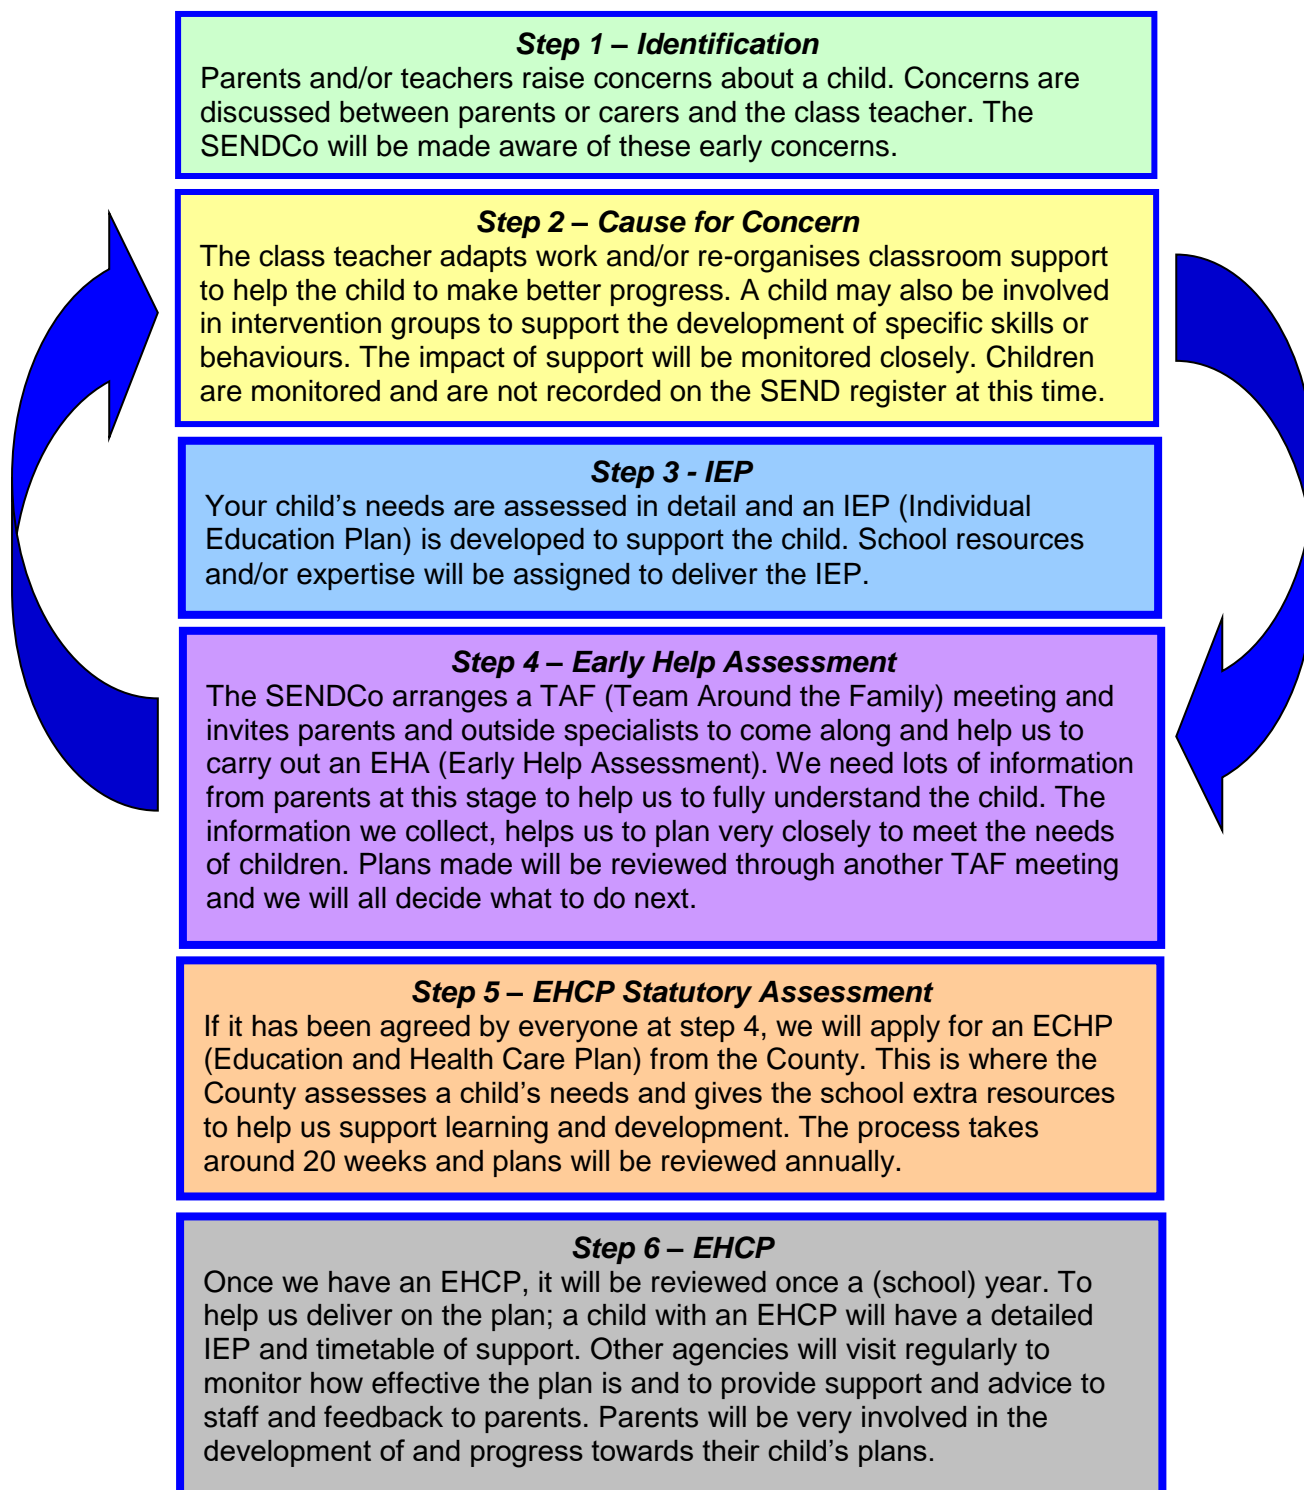 Step 1 – Identification
Parents and/or teachers raise concerns about a child. Concerns are
discussed between parents or carers and the class teacher. The
SENDCo will be made aware of these early concerns.
Step 2 – Cause for Concern
The class teacher adapts work and/or re-organises classroom support
to help the child to make better progress. A child may also be involved
in intervention groups to support the development of specific skills or
behaviours. The impact of support will be monitored closely. Children
are monitored and are not recorded on the SEND register at this time.
Step 3 - IEP
Your child’s needs are assessed in detail and an IEP (Individual
Education Plan) is developed to support the child. School resources
and/or expertise will be assigned to deliver the IEP.
Step 4 – Early Help Assessment
The SENDCo arranges a TAF (Team Around the Family) meeting and
invites parents and outside specialists to come along and help us to
carry out an EHA (Early Help Assessment). We need lots of information
from parents at this stage to help us to fully understand the child. The
information we collect, helps us to plan very closely to meet the needs
of children. Plans made will be reviewed through another TAF meeting
and we will all decide what to do next.
Step 5 – EHCP Statutory Assessment
If it has been agreed by everyone at step 4, we will apply for an ECHP
(Education and Health Care Plan) from the County. This is where the
County assesses a child’s needs and gives the school extra resources
to help us support learning and development. The process takes
around 20 weeks and plans will be reviewed annually.
Step 6 – EHCP
Once we have an EHCP, it will be reviewed once a (school) year. To
help us deliver on the plan; a child with an EHCP will have a detailed
IEP and timetable of support. Other agencies will visit regularly to
monitor how effective the plan is and to provide support and advice to
staff and feedback to parents. Parents will be very involved in the
development of and progress towards their child’s plans.